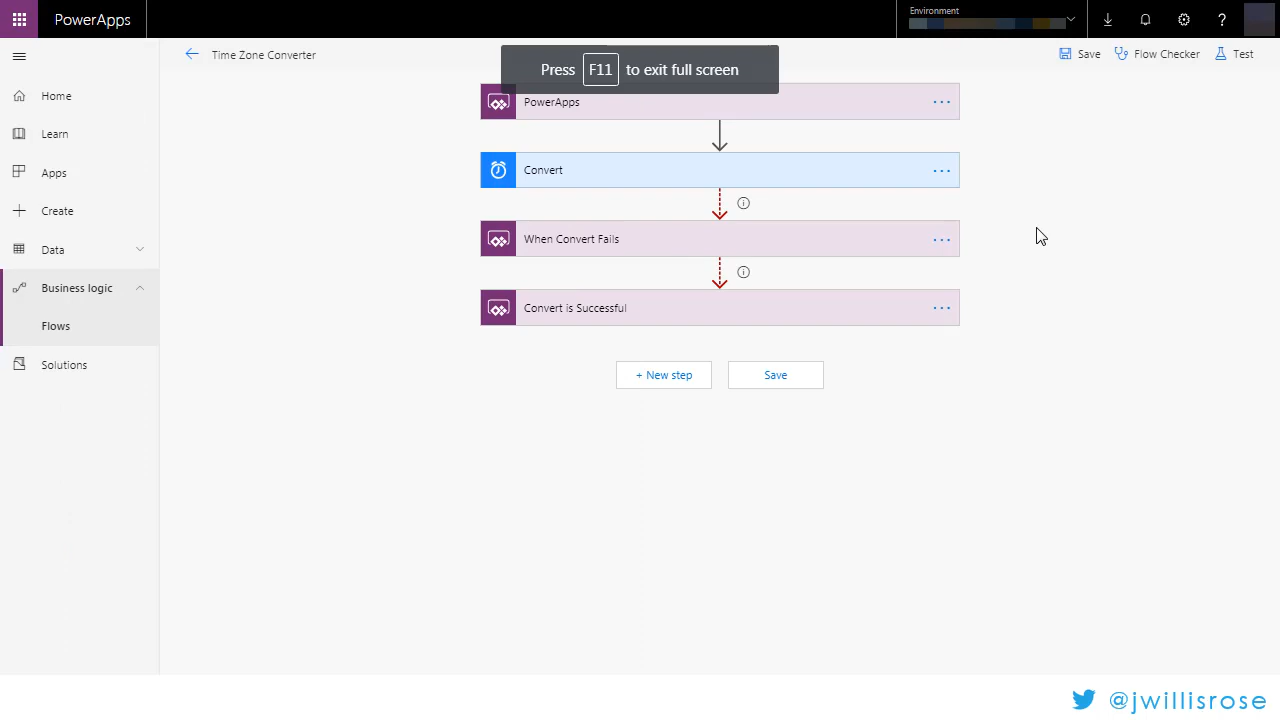 PowerApps
Environment
?
Time Zone Converter
Press F11 to exit full screen
Save
Flow Checker
Test
Home
Learn
Apps
Create
Data
Business logic
Flows
Solutions
PowerApps
Convert
When Convert Fails
Convert is Successful
+ New step
Save
@jwillisrose